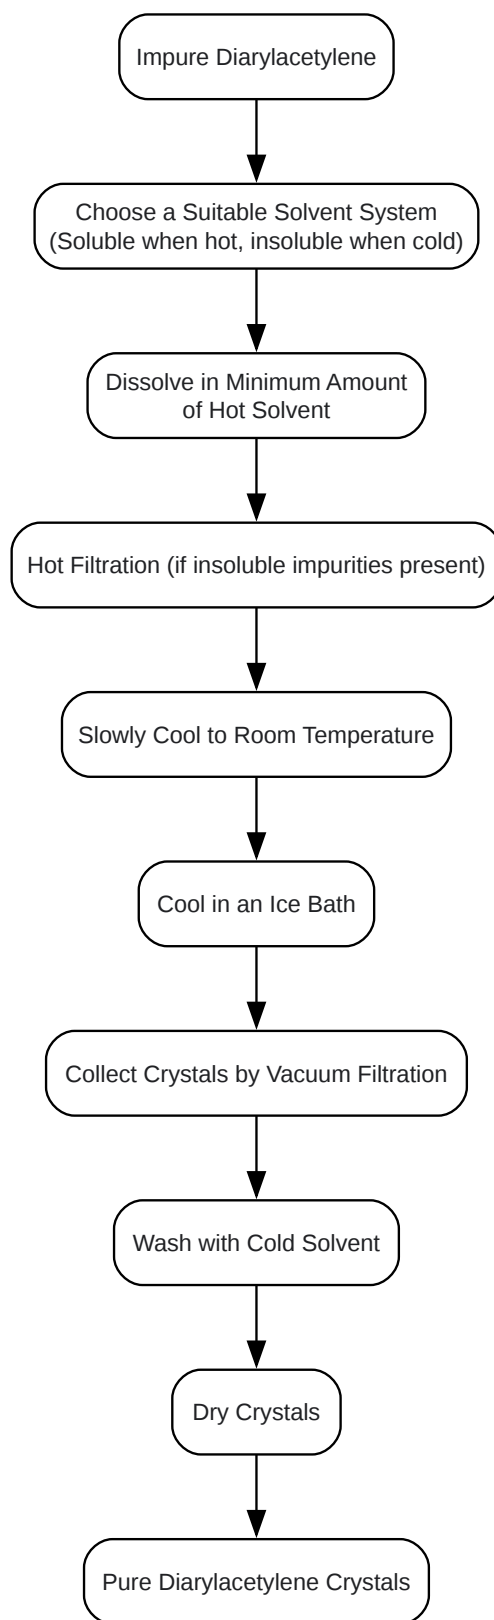 Impure Diarylacetylene
Choose a Suitable Solvent System
(Soluble when hot, insoluble when cold)
Dissolve in Minimum Amount
of Hot Solvent
Hot Filtration (if insoluble impurities present)
Slowly Cool to Room Temperature
Cool in an Ice Bath
Collect Crystals by Vacuum Filtration
Wash with Cold Solvent
Dry Crystals
Pure Diarylacetylene Crystals